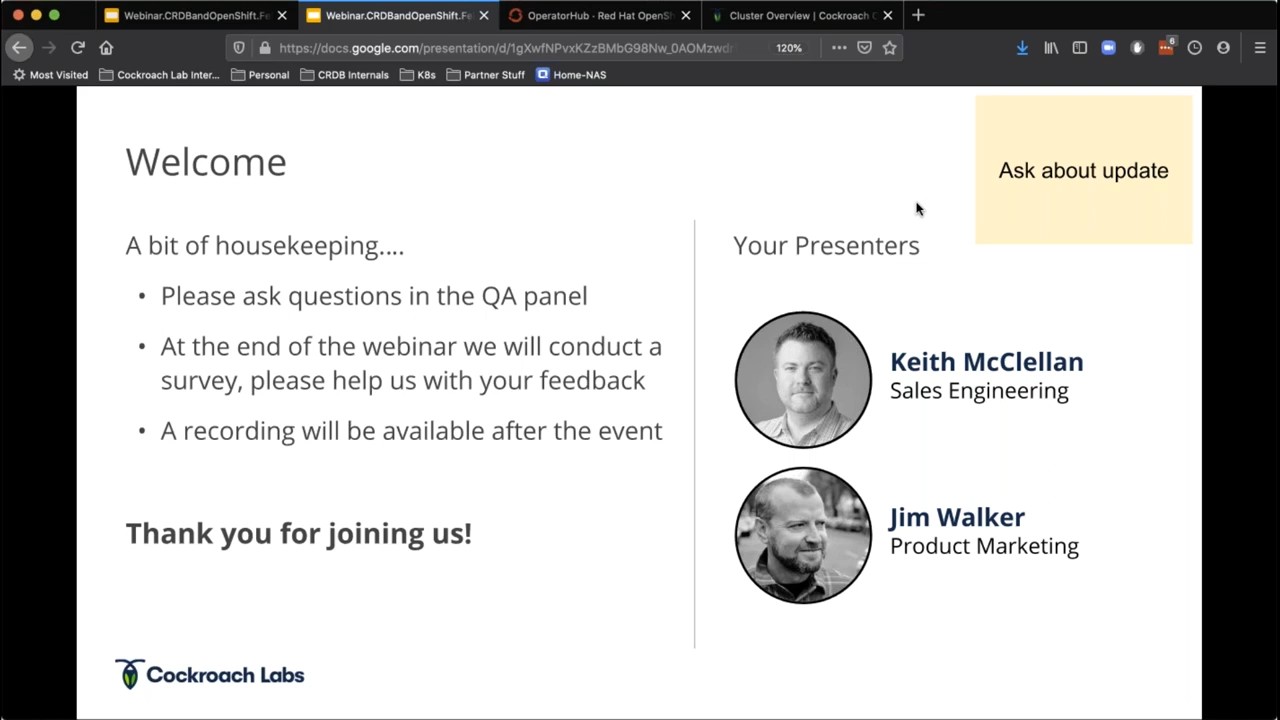 Webinar.CRDBandOpenShift.Fe
Webinar.CRDBandOpenShift.Fe
OperatorHub · Red Hat OpenSh
Cluster Overview | Cockroach C
https://docs.google.com/presentation/d/1gXwfNPvxKZzBMbG98Nw_0AOMzwdr
120%
6
Most Visited
Cockroach Lab Inter...
Personal
CRDB Internals
K8s
Partner Stuff
Home-NAS
Ask about update
Welcome
A bit of housekeeping....
• Please ask questions in the QA panel
• At the end of the webinar we will conduct a
survey, please help us with your feedback
• A recording will be available after the event
Thank you for joining us!
Your Presenters
Keith McClellan
Sales Engineering
Jim Walker
Product Marketing
Cockroach Labs